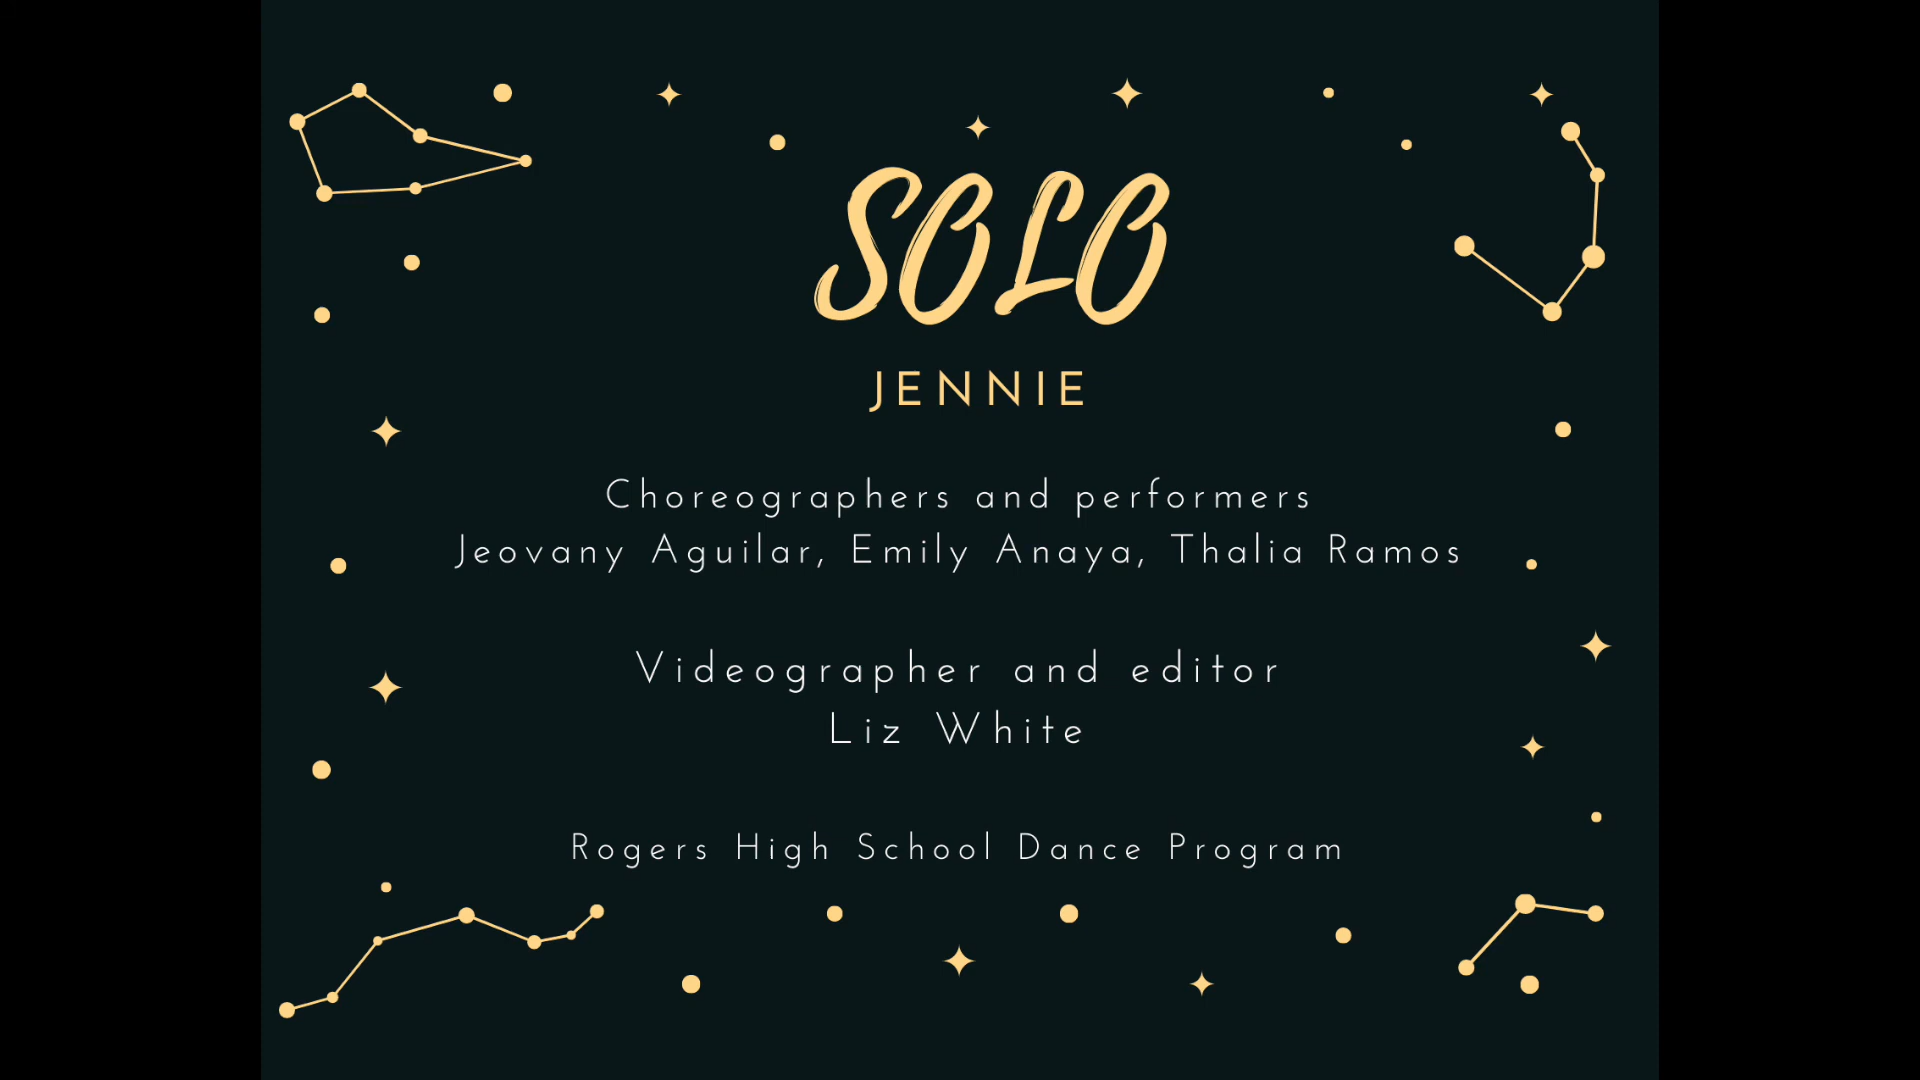 SOLO
JENNIE
Choreographers and performers
Jeovany Aguilar, Emily Anaya, Thalia Ramos
Videographer and editor
Liz White
Rogers High School Dance Program